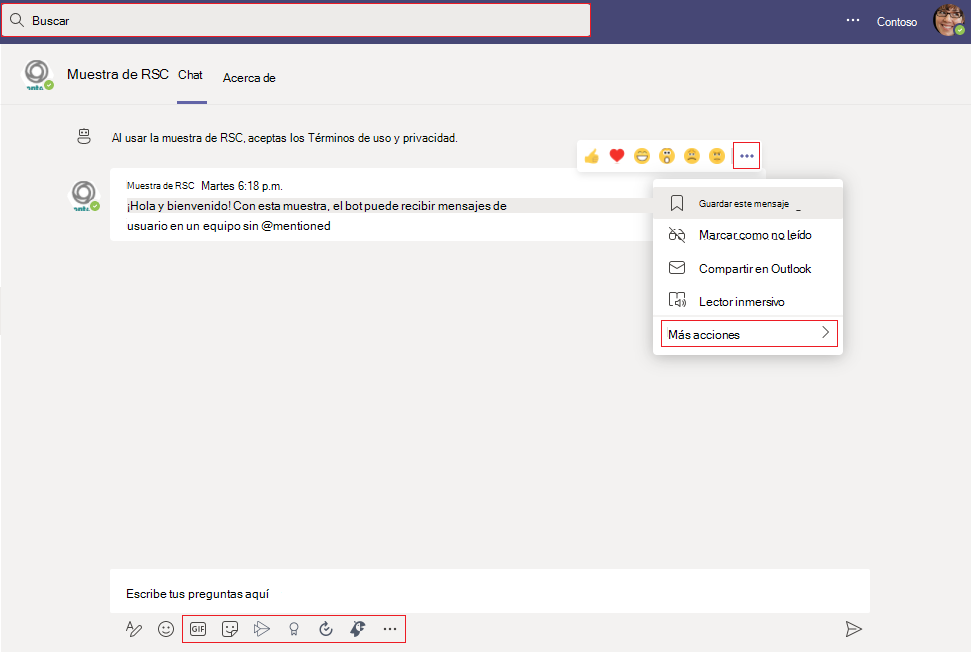 Buscar
Contoso
Muestra de RSC Chat Acerca de
Al usar la muestra de RSC, aceptas los Términos de uso y privacidad.
Muestra de RSC Martes 6:18 p.m.
¡Hola y bienvenido! Con esta muestra, el bot puede recibir mensajes de
usuario en un equipo sin @mentioned
Guardar este mensaje
Marcar como no leído
Compartir en Outlook
Lector inmersivo
Más acciones
Escribe tus preguntas aquí
GIF